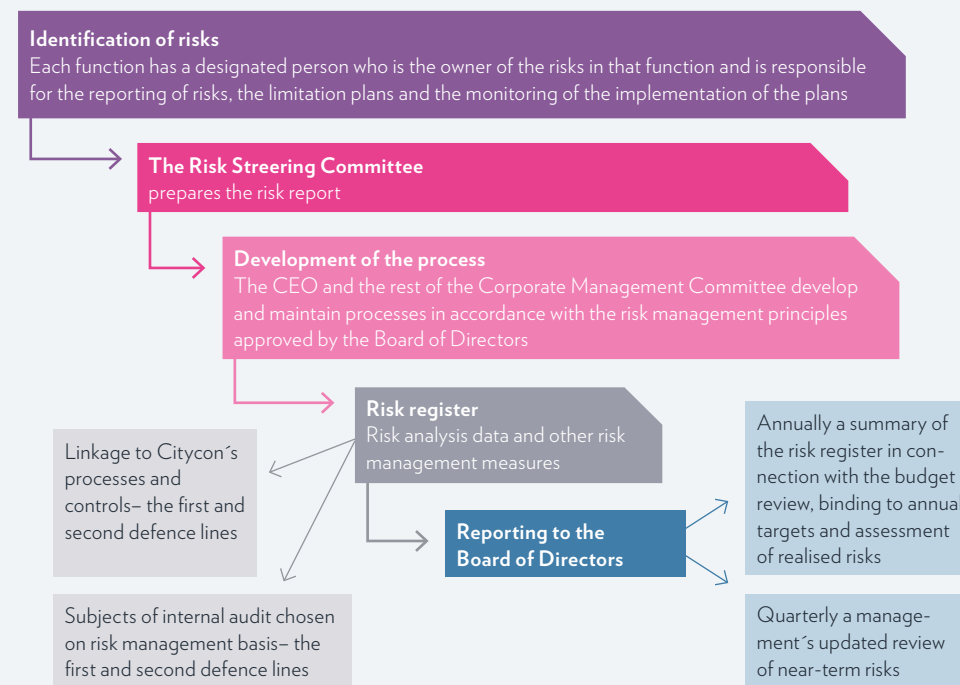 Identification of risks
Each function has a designated person who is the owner of the risks in that function and is responsible
for the reporting of risks, the limitation plans and the monitoring of the implementation of the plans
The Risk Streering Committee
prepares the risk report
Development of the process
The CEO and the rest of the Corporate Management Committee develop
and maintain processes in accordance with the risk management principles
approved by the Board of Directors
Risk register
Risk analysis data and other risk
management measures
Linkage to Citycon´s
processes and
controls– the first and
second defence lines
Subjects of internal audit chosen
on risk management basis– the
first and second defence lines
Reporting to the
Board of Directors
Annually a summary of
the risk register in con-
nection with the budget
review, binding to annual
targets and assessment
of realised risks
Quarterly a manage-
ment´s updated review
of near-term risks